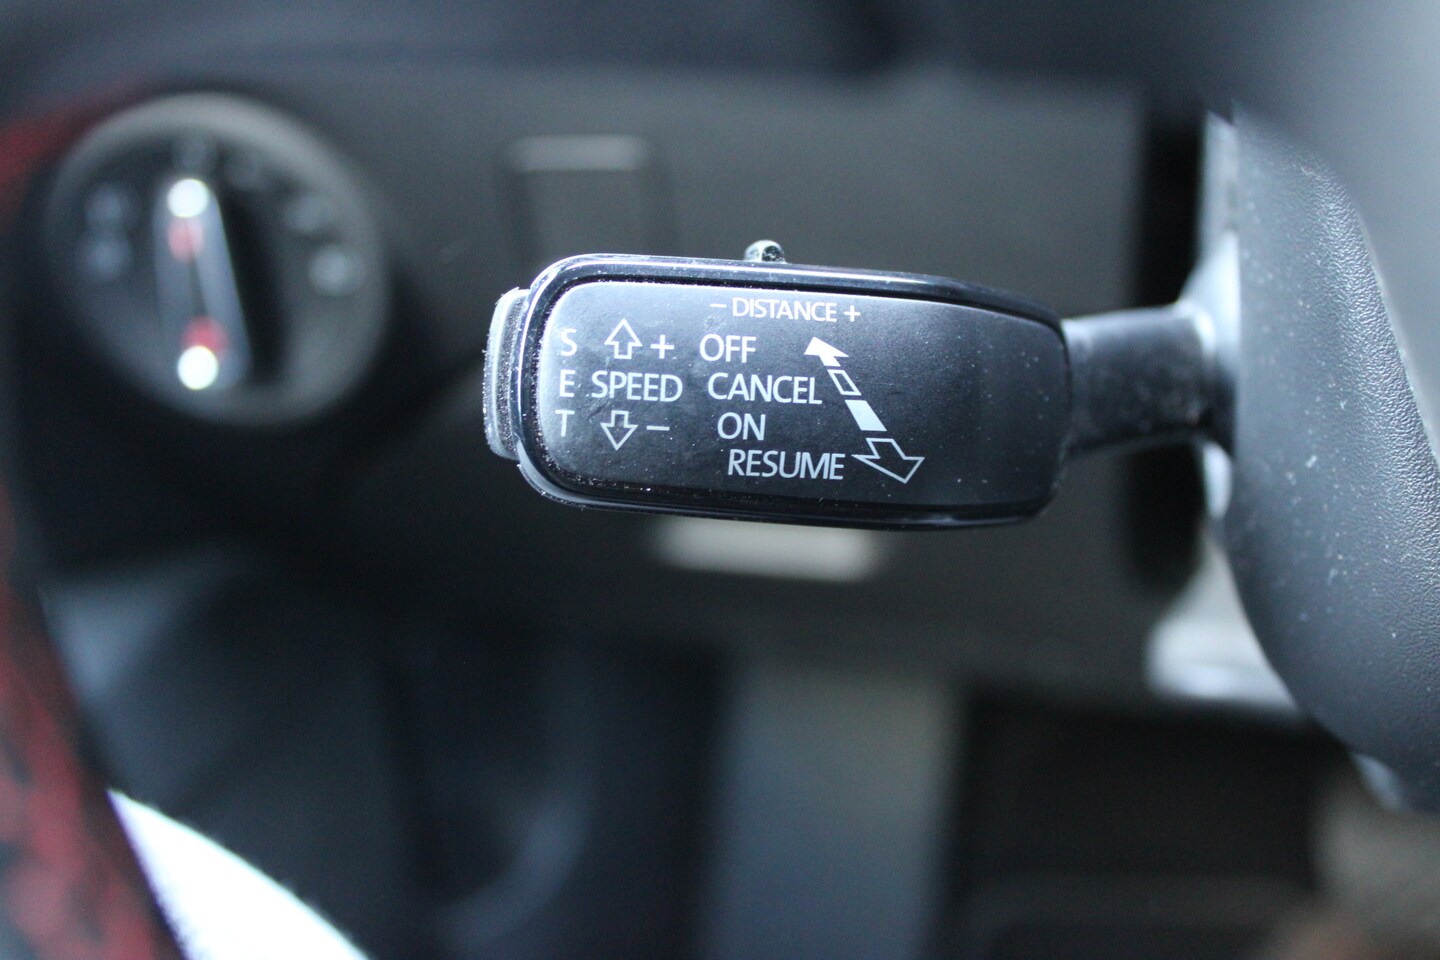 − DISTANCE +
S + OFF
E SPEED CANCEL
T − ON
RESUME